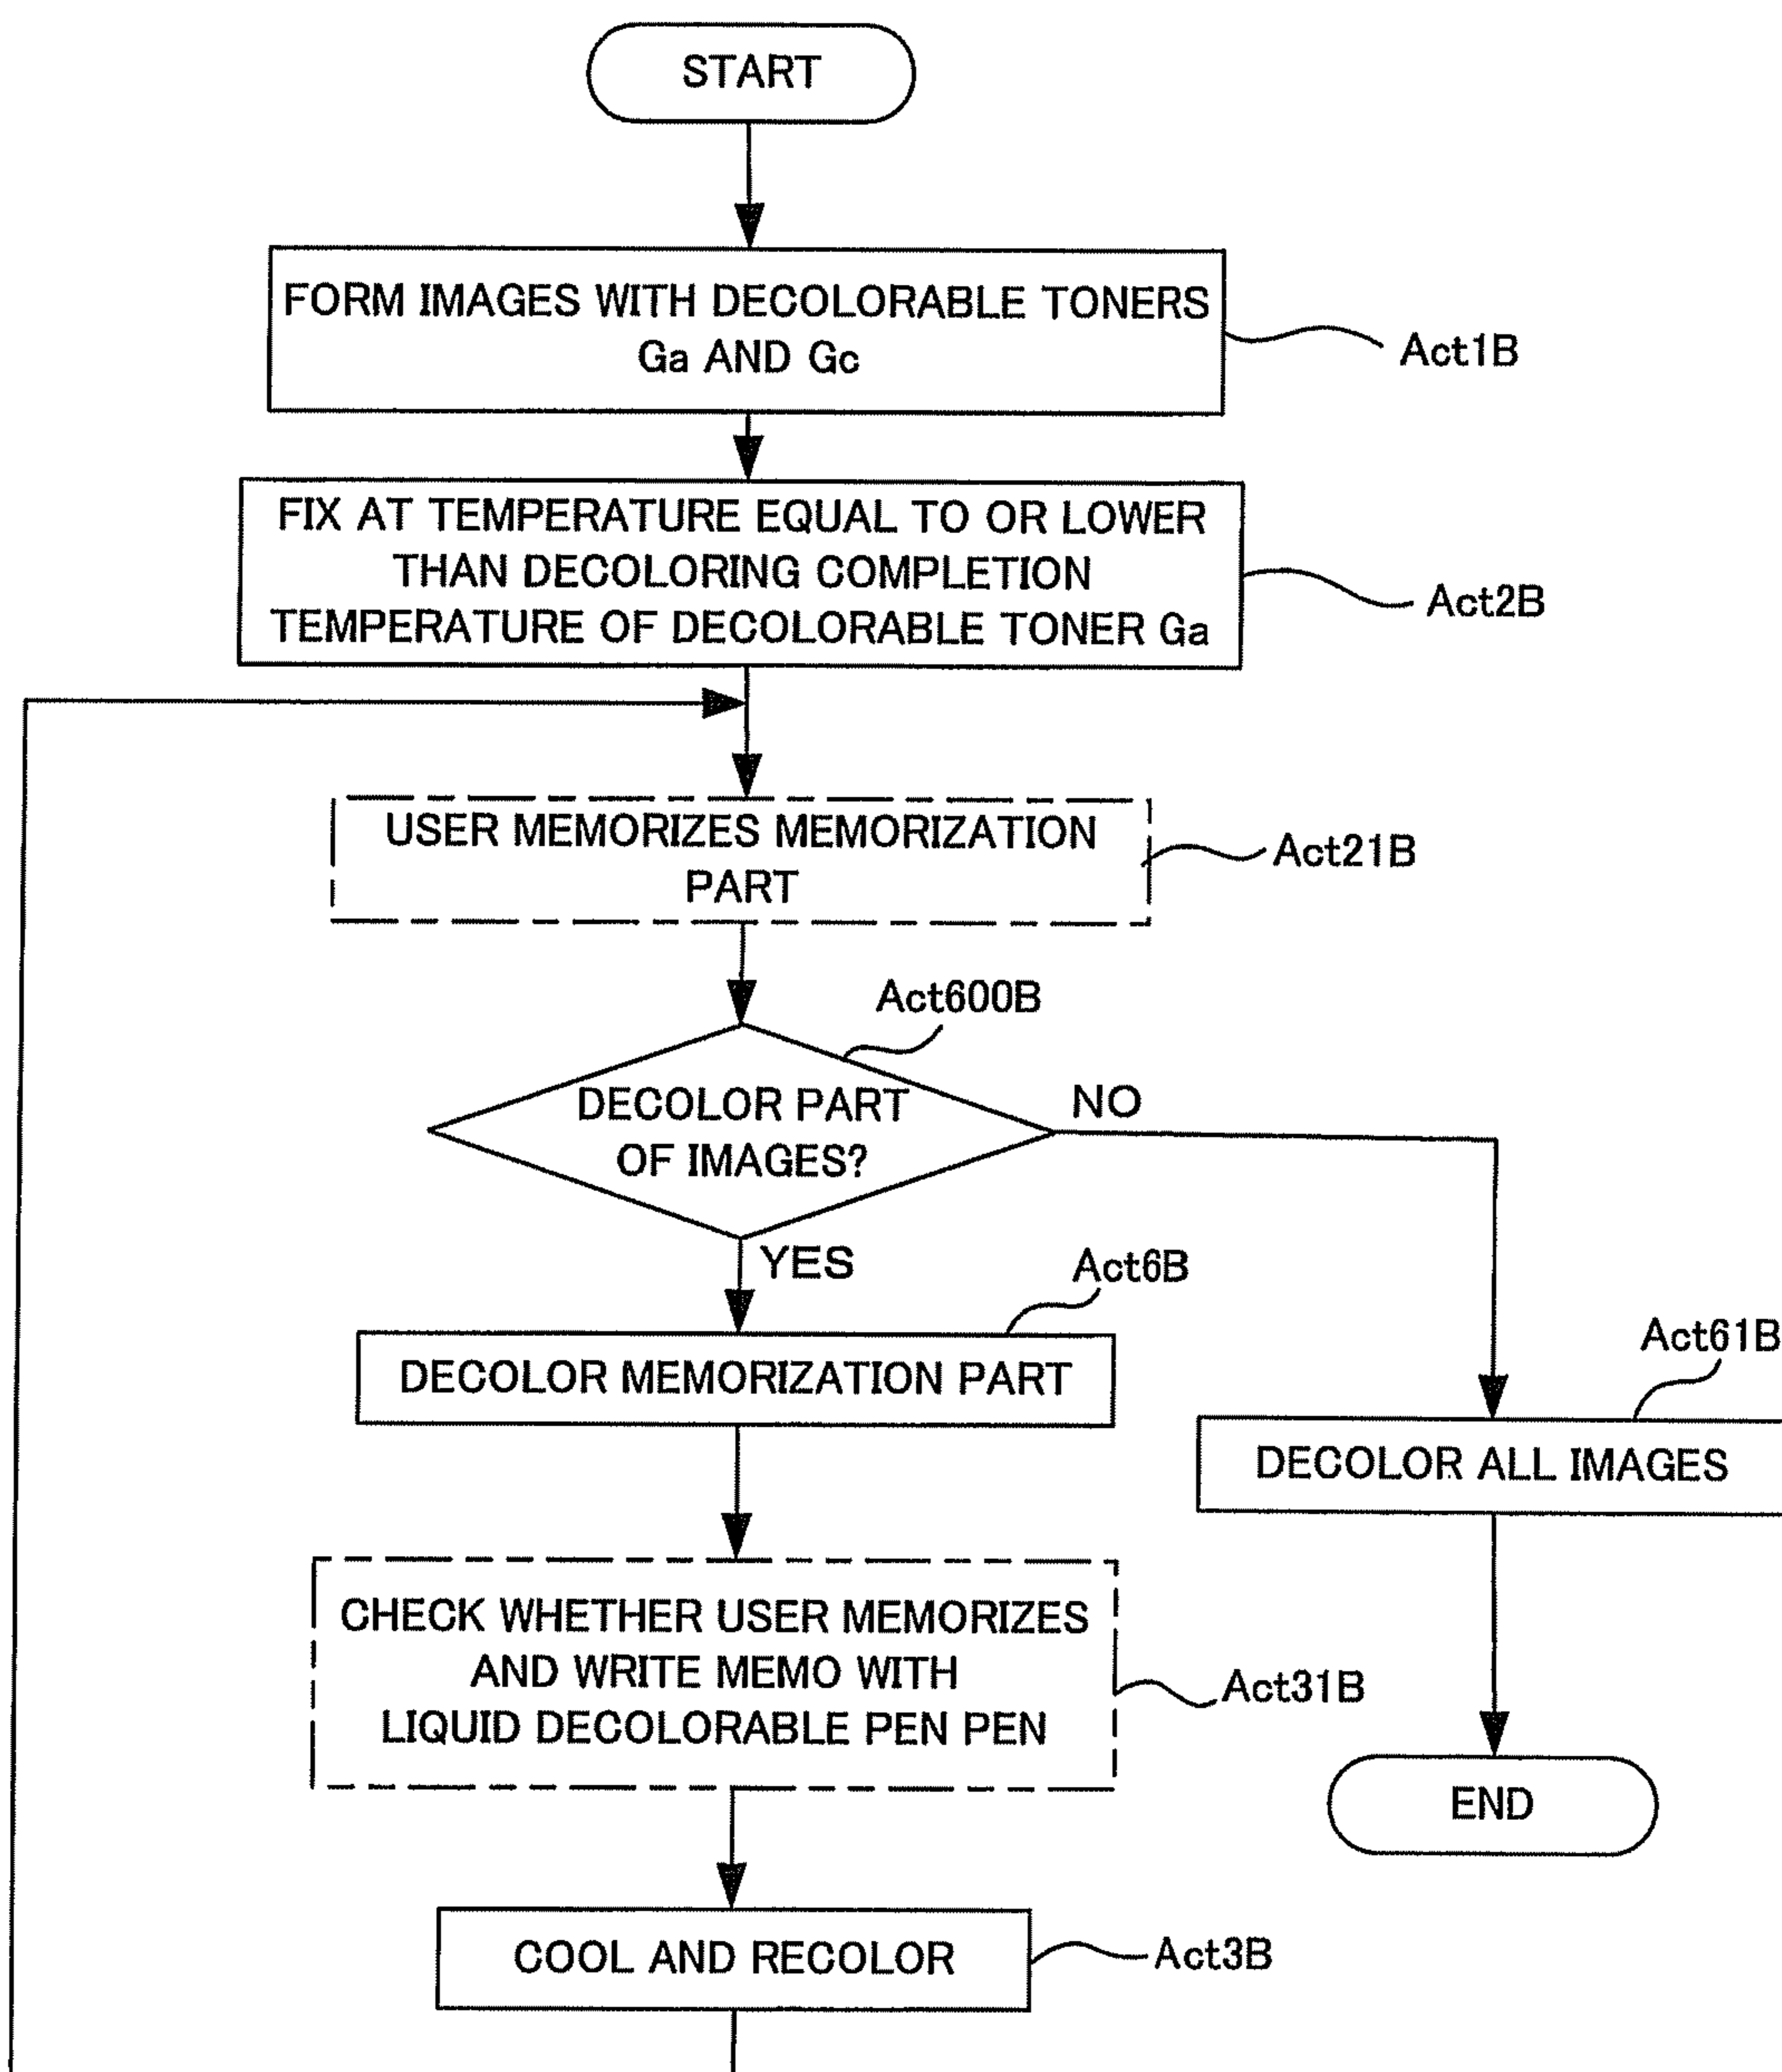 START
FORM IMAGES WITH DECOLORABLE TONERS
Ga AND Gc
Act1B
FIX AT TEMPERATURE EQUAL TO OR LOWER
THAN DECOLORING COMPLETION
TEMPERATURE OF DECOLORABLE TONER Ga
Act2B
USER MEMORIZES MEMORIZATION
PART
Act21B
Act600B
DECOLOR PART
OF IMAGES?
NO
YES
Act6B
DECOLOR MEMORIZATION PART
Act61B
DECOLOR ALL IMAGES
CHECK WHETHER USER MEMORIZES
AND WRITE MEMO WITH
LIQUID DECOLORABLE PEN PEN
Act31B
END
COOL AND RECOLOR
Act3B